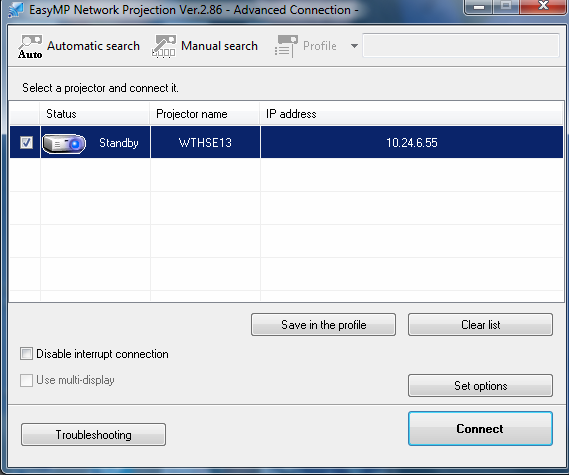 EasyMP Network Projection Ver.2.86 - Advanced Connection -
Auto Automatic search Manual search Profile
Select a projector and connect it.
Status Projector name IP address
Standby WTHSE13 10.24.6.55
Save in the profile Clear list
Disable interrupt connection
Use multi-display Set options
Troubleshooting Connect